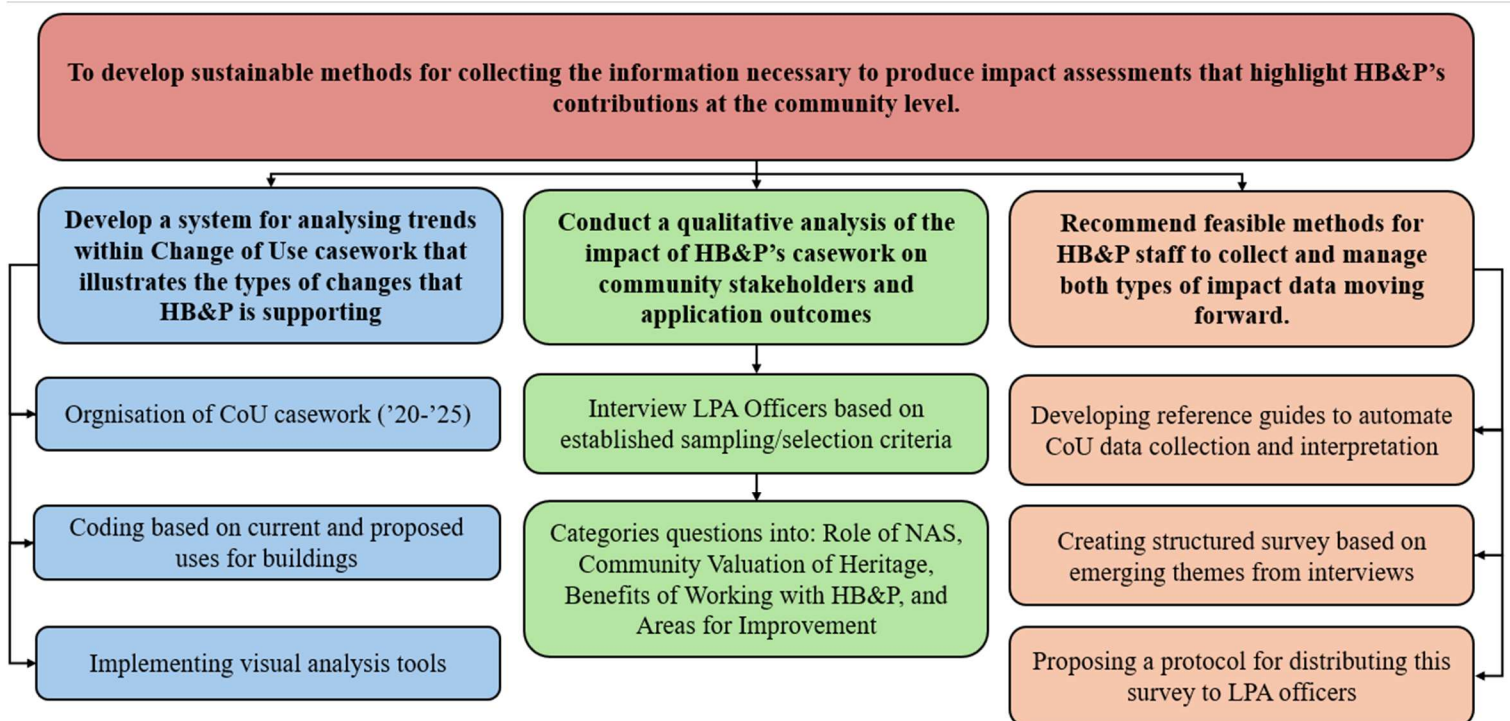 To develop sustainable methods for collecting the information necessary to produce impact assessments that highlight HB&P’s
contributions at the community level.
Develop a system for analysing trends
within Change of Use casework that
illustrates the types of changes that
HB&P is supporting
Orgnisation of CoU casework (’20-’25)
Coding based on current and proposed
uses for buildings
Implementing visual analysis tools
Conduct a qualitative analysis of the
impact of HB&P’s casework on
community stakeholders and
application outcomes
Interview LPA Officers based on
established sampling/selection criteria
Categories questions into: Role of NAS,
Community Valuation of Heritage,
Benefits of Working with HB&P, and
Areas for Improvement
Recommend feasible methods for
HB&P staff to collect and manage
both types of impact data moving
forward.
Developing reference guides to automate
CoU data collection and interpretation
Creating structured survey based on
emerging themes from interviews
Proposing a protocol for distributing this
survey to LPA officers